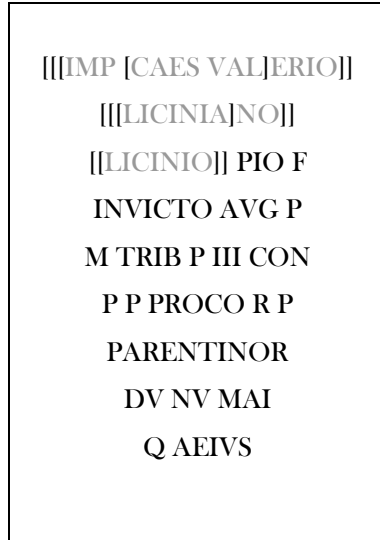 [[[IMP [CAES VAL]ERIO]]
[[[LICINIA]NO]]
[[LICINIO]] PIO F
INVICTO AVG P
M TRIB P III CON
P P PROCO R P
PARENTINOR
DV NV MAI
Q AEIVS